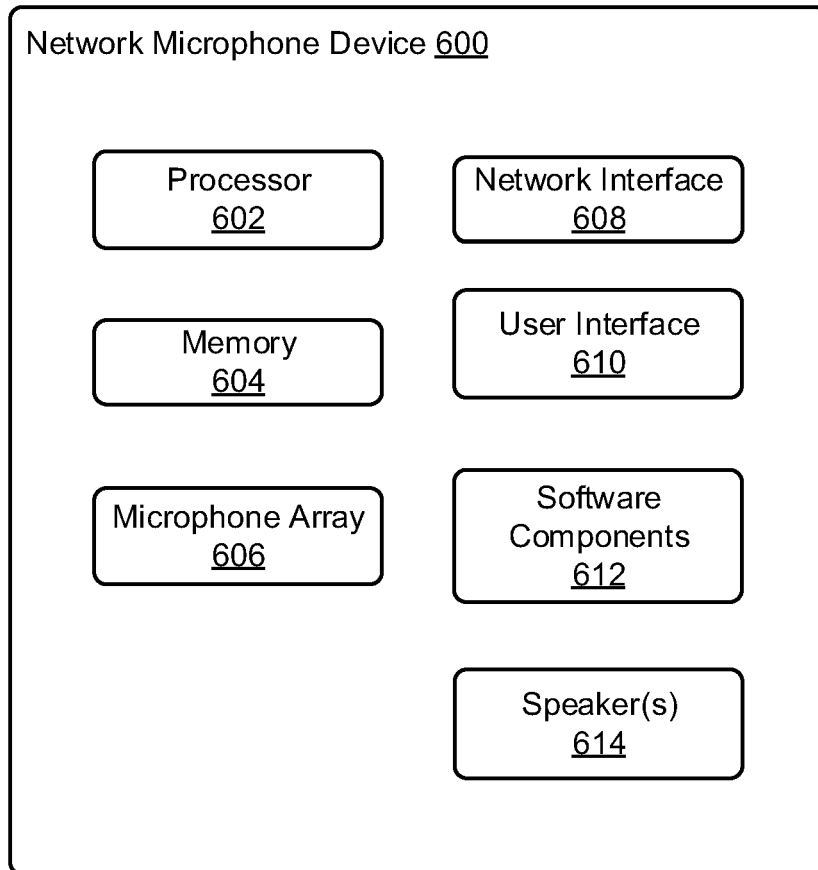 Network Microphone Device 600
Processor
602
Network Interface
608
Memory
604
User Interface
610
Microphone Array
606
Software
Components
612
Speaker(s)
614